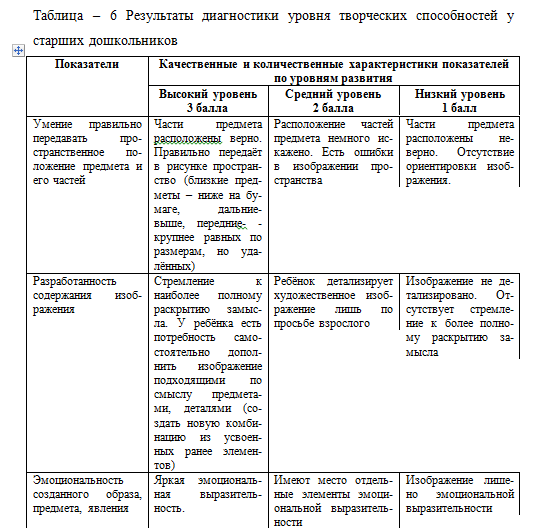 Таблица – 6 Результаты диагностики уровня творческих способностей у
старших дошкольников
Показатели
Качественные и количественные характеристики показателей
по уровням развития
Высокий уровень
3 балла
Средний уровень
2 балла
Низкий уровень
1 балл
Умение правильно
передавать про-
странственное по-
ложение предмета и
его частей
Части предмета
расположены верно.
Правильно передаёт
в рисунке простран-
ство (близкие пред-
меты – ниже на бу-
маге, дальние-
выше, передние- -
крупнее равных по
размерам, но уда-
лённых)
Расположение частей
предмета немного ис-
кажено. Есть ошибки
в изображении про-
странства
Части предмета
расположены не-
верно. Отсутствие
ориентировки изоб-
ражения.
Разработанность
содержания изоб-
ражения
Стремление к
наиболее полному
раскрытию замыс-
ла. У ребёнка есть
потребность само-
стоятельно допол-
нить изображение
подходящими по
смыслу предмета-
ми, деталями (со-
здать новую комби-
нацию из усвоен-
ных ранее элемен-
тов)
Ребёнок детализирует
художественное изоб-
ражение лишь по
просьбе взрослого
Изображение не де-
тализировано. От-
сутствует стремле-
ние к более полно-
му раскрытию за-
мысла
Эмоциональность
созданного образа,
предмета, явления
Яркая эмоциональ-
ная выразитель-
ность.
Имеют место отдель-
ные элементы эмоци-
ональной выразитель-
ности
Изображение лише-
но эмоциональной
выразительности